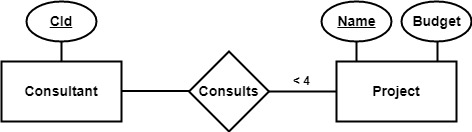 CId
Name
Budget
Consultant
Consults
< 4
Project